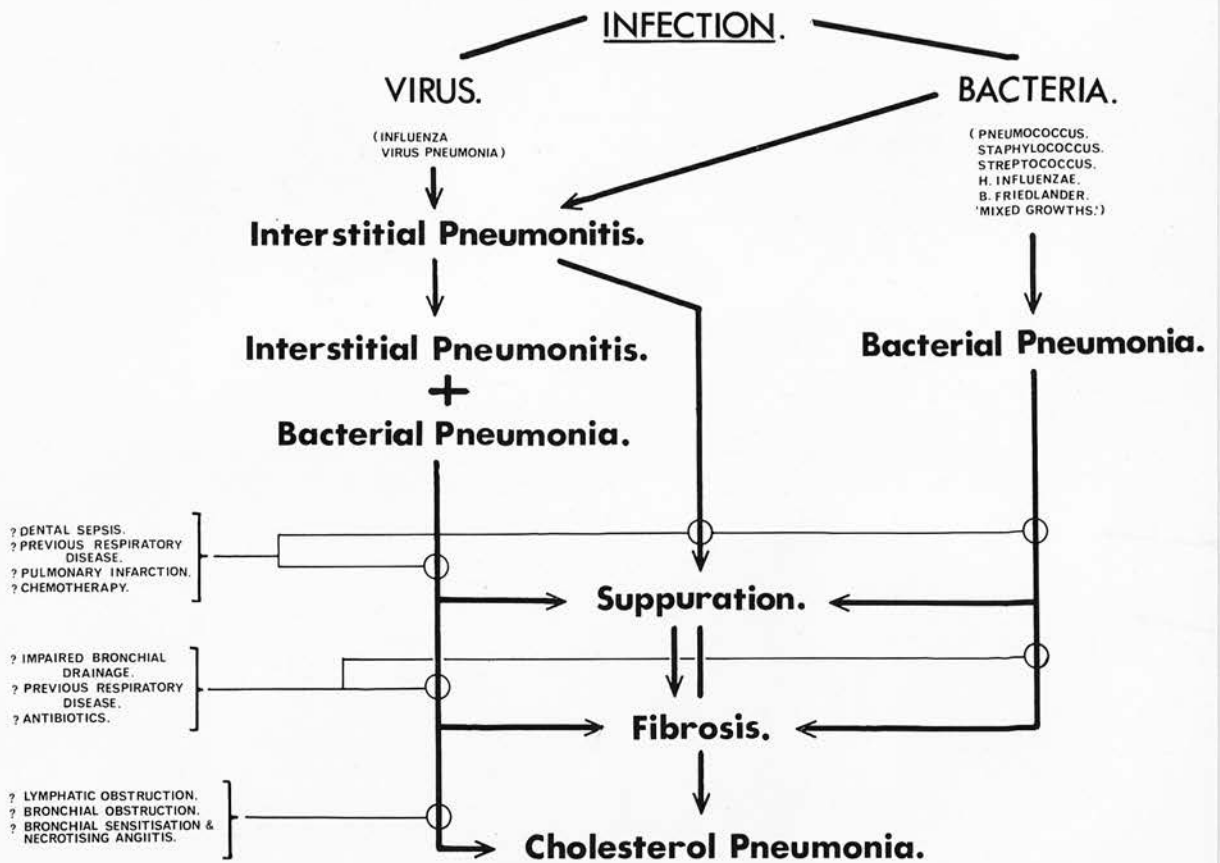 INFECTION.
VIRUS.
BACTERIA.
(INFLUENZA
VIRUS PNEUMONIA)
(PNEUMOCOCCUS.
STAPHYLOCOCCUS.
STREPTOCOCCUS.
H. INFLUENZAE.
B. FRIEDLANDER.
'MIXED GROWTHS.')
Interstitial Pneumonitis.
Interstitial Pneumonitis.
+
Bacterial Pneumonia.
Bacterial Pneumonia.
? DENTAL SEPSIS.
? PREVIOUS RESPIRATORY
DISEASE.
? PULMONARY INFARCTION.
? CHEMOTHERAPY.
Suppuration.
? IMPAIRED BRONCHIAL
DRAINAGE.
? PREVIOUS RESPIRATORY
DISEASE.
? ANTIBIOTICS.
Fibrosis.
? LYMPHATIC OBSTRUCTION.
? BRONCHIAL OBSTRUCTION.
? BRONCHIAL SENSITISATION &
NECROTISING ANGIITIS.
Cholesterol Pneumonia.